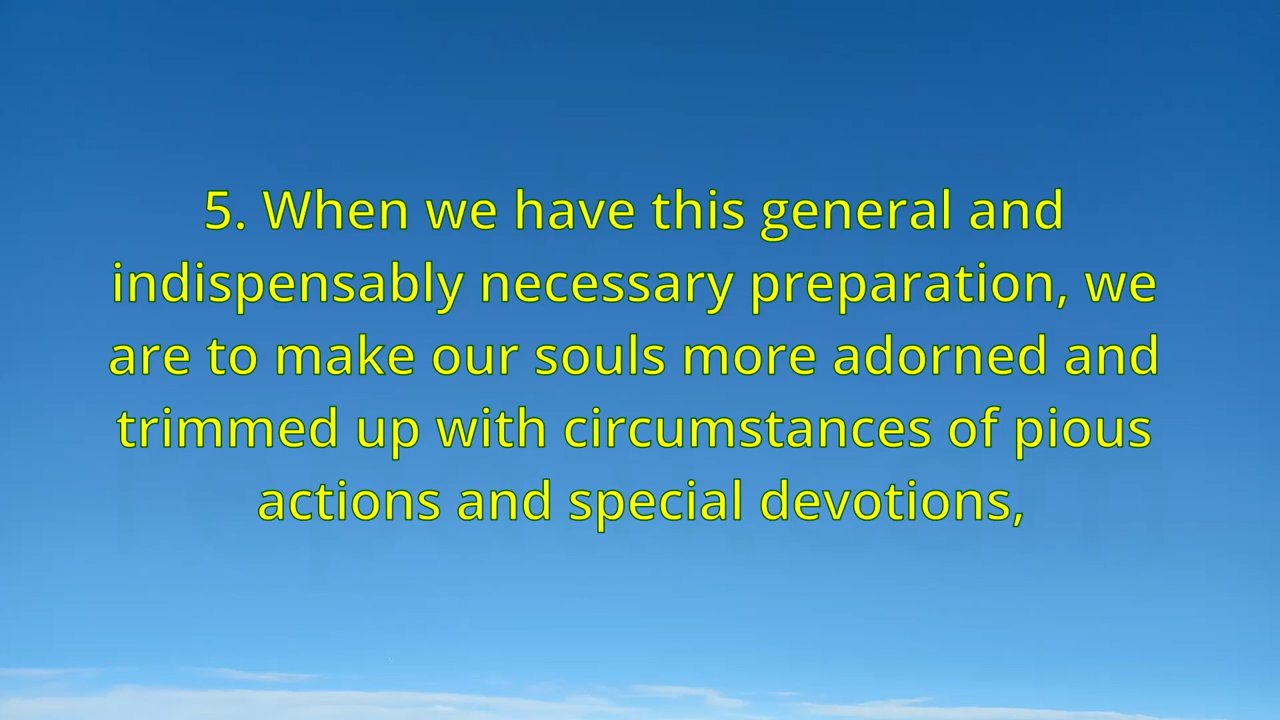 5. When we have this general and
indispensably necessary preparation, we
are to make our souls more adorned and
trimmed up with circumstances of pious
actions and special devotions,